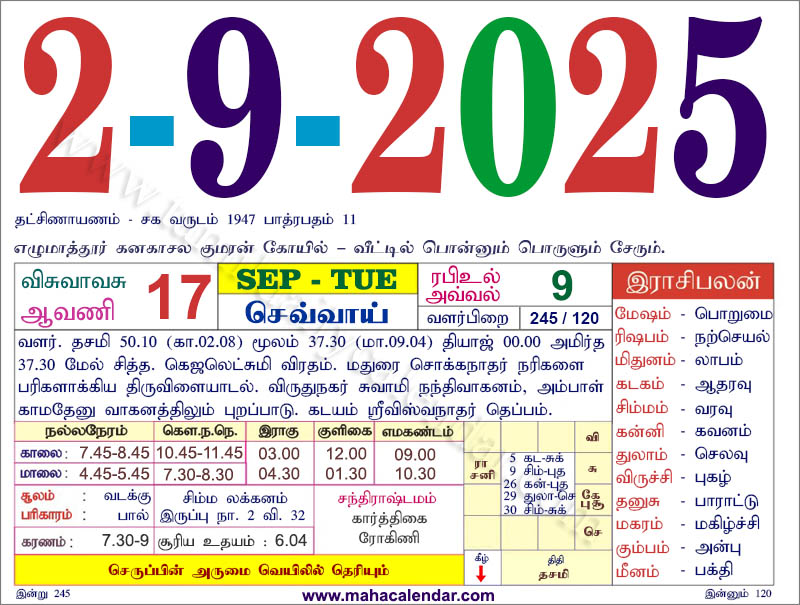 2-9-2025
தட்சிணாயணம் - சக வருடம் 1947 பாத்ரபதம் 11
எழுமாத்தூர் கனகாசல குமரன் கோயில் – வீட்டில் பொன்னும் பொருளும் சேரும்.
விசுவாவசு
ஆவணி 17
SEP - TUE
செவ்வாய்
ரபிஉல்
அவ்வல் 9
வளர்பிறை 245 / 120
வளர். தசமி 50.10 (கா.02.08) மூலம் 37.30 (மா.09.04) தியாஜ் 00.00 அமிர்த
37.30 மேல் சித்த. கெஜலெட்சுமி விரதம். மதுரை சொக்கநாதர் நரிகளை
பரிகளாக்கிய திருவிளையாடல். விருதுநகர் சுவாமி நந்திவாகனம், அம்பாள்
காமதேனு வாகனத்திலும் புறப்பாடு. கடயம் ஸ்ரீவிஸ்வநாதர் தெப்பம்.
நல்லநேரம் கௌ.ந.நெ. இராகு குளிகை எமகண்டம்
காலை: 7.45-8.45 10.45-11.45 03.00 12.00 09.00
மாலை: 4.45-5.45 7.30-8.30 04.30 01.30 10.30
சூலம் : வடக்கு
பரிகாரம் : பால்
சிம்ம லக்கனம்
இருப்பு நா. 2 வி. 32
சந்திராஷ்டமம்
கார்த்திகை
ரோகிணி
கரணம் : 7.30-9 சூரிய உதயம் : 6.04
செருப்பின் அருமை வெயிலில் தெரியும்
வி
ரா
சனி
5 கட-சுக்
9 சிம்-புத
26 கன்-புத
29 துலா-செ
30 சிம்-சுக்
சு
கே
பு சூ
செ
கீழ்
திதி
தசமி
இராசிபலன்
மேஷம் - பொறுமை
ரிஷபம் - நற்செயல்
மிதுனம் - லாபம்
கடகம் - ஆதரவு
சிம்மம் - வரவு
கன்னி - கவனம்
துலாம் - செலவு
விருச்சி - புகழ்
தனுசு - பாராட்டு
மகரம் - மகிழ்ச்சி
கும்பம் - அன்பு
மீனம் - பக்தி
இன்று 245 www.mahacalendar.com இன்னும் 120